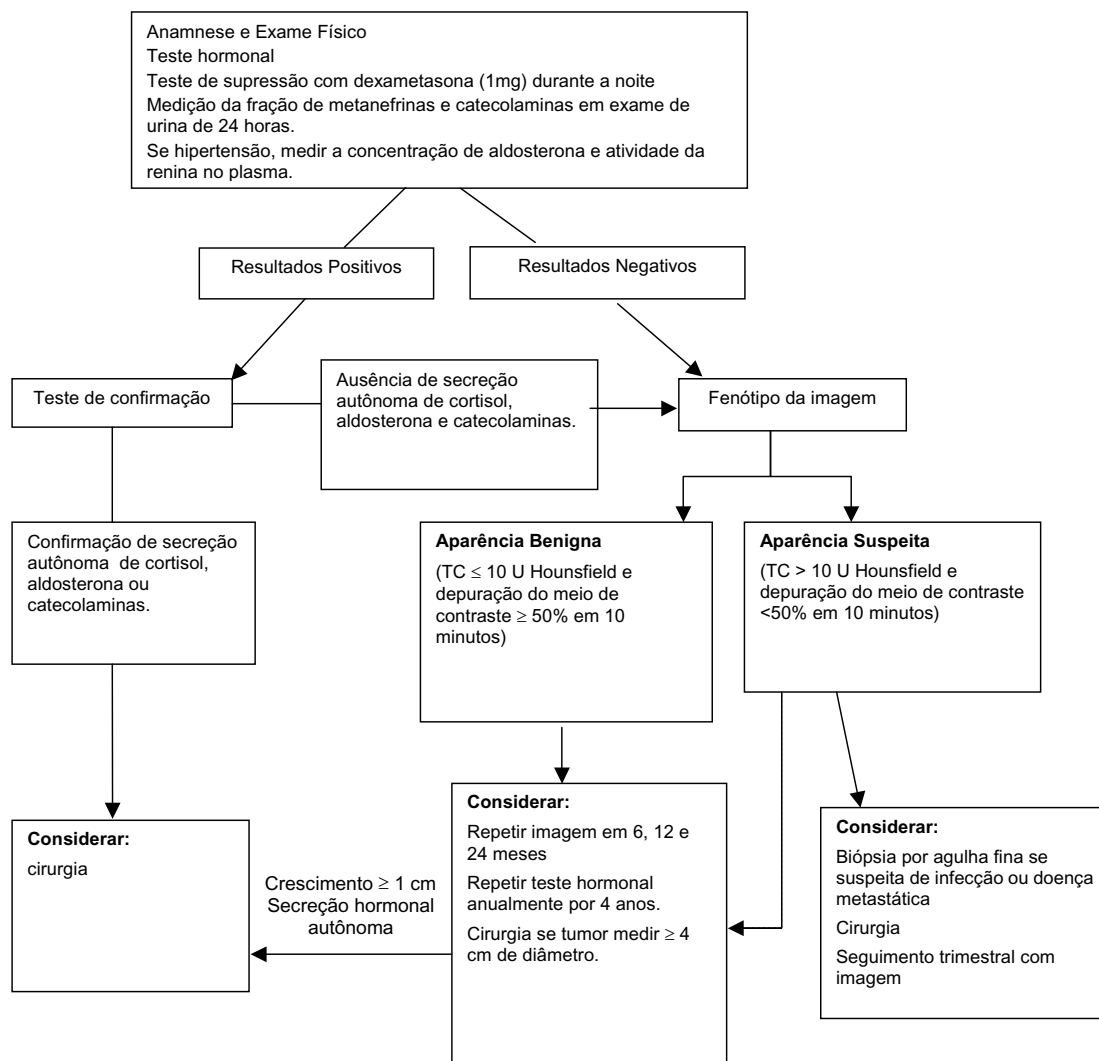 Anamnese e Exame Físico
Teste hormonal
Teste de supressão com dexametasona (1mg) durante a noite
Medição da fração de metanefrinas e catecolaminas em exame de
urina de 24 horas.
Se hipertensão, medir a concentração de aldosterona e atividade da
renina no plasma.
Resultados Positivos
Resultados Negativos
Teste de confirmação
Ausência de secreção
autônoma de cortisol,
aldosterona e catecolaminas.
Fenótipo da imagem
Confirmação de secreção
autônoma de cortisol,
aldosterona ou
catecolaminas.
Aparência Benigna
(TC ≤ 10 U Hounsfield e
depuração do meio de
contraste ≥ 50% em 10
minutos)
Aparência Suspeita
(TC > 10 U Hounsfield e
depuração do meio de contraste
<50% em 10 minutos)
Considerar:
cirurgia
Crescimento ≥ 1 cm
Secreção hormonal
autônoma
Considerar:
Repetir imagem em 6, 12 e
24 meses
Repetir teste hormonal
anualmente por 4 anos.
Cirurgia se tumor medir ≥ 4
cm de diâmetro.
Considerar:
Biópsia por agulha fina se
suspeita de infecção ou doença
metastática
Cirurgia
Seguimento trimestral com
imagem